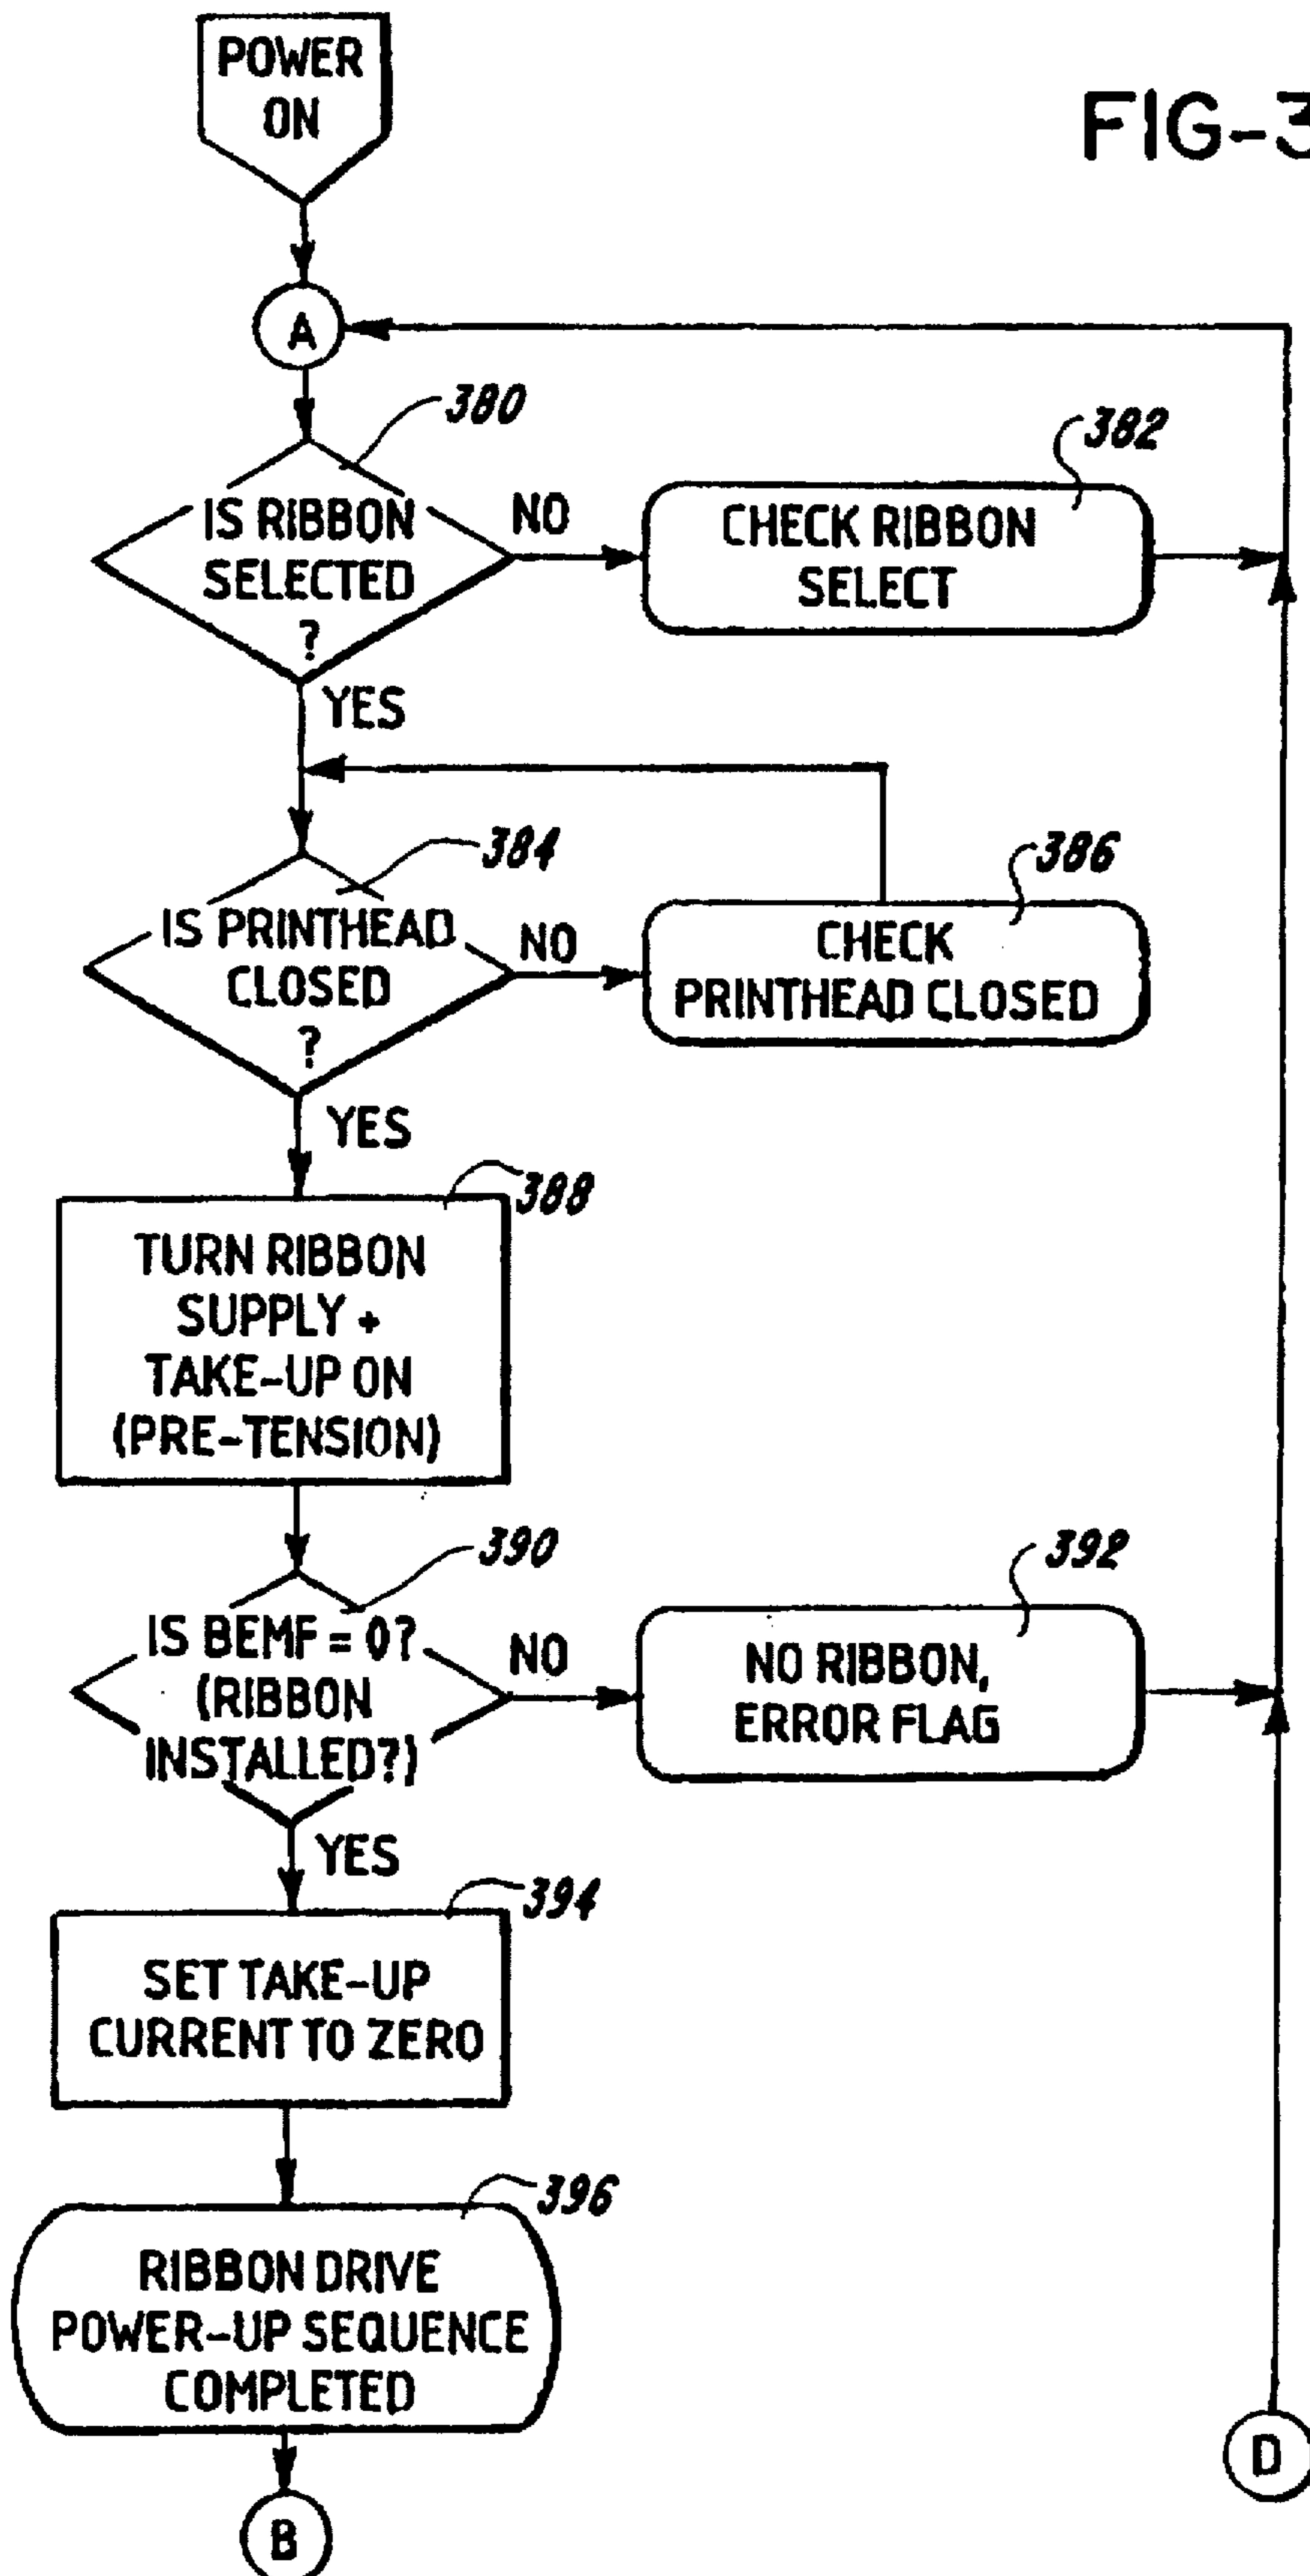 POWER
ON
FIG-3
A
380
382
IS RIBBON
SELECTED
?
NO
CHECK RIBBON
SELECT
YES
384
386
IS PRINTHEAD
CLOSED
?
NO
CHECK
PRINTHEAD CLOSED
YES
388
TURN RIBBON
SUPPLY +
TAKE-UP ON
(PRE-TENSION)
390
392
IS BEMF = 0?
(RIBBON
INSTALLED?)
NO
NO RIBBON,
ERROR FLAG
YES
394
SET TAKE-UP
CURRENT TO ZERO
396
RIBBON DRIVE
POWER-UP SEQUENCE
COMPLETED
D
B